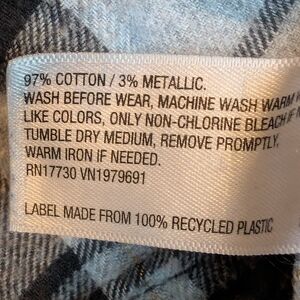 97% COTTON / 3% METALLIC.
WASH BEFORE WEAR, MACHINE WASH WARM
LIKE COLORS, ONLY NON-CHLORINE BLEACH IF
TUMBLE DRY MEDIUM, REMOVE PROMPTLY,
WARM IRON IF NEEDED.
RN17730 VN1979691
LABEL MADE FROM 100% RECYCLED PLASTIC